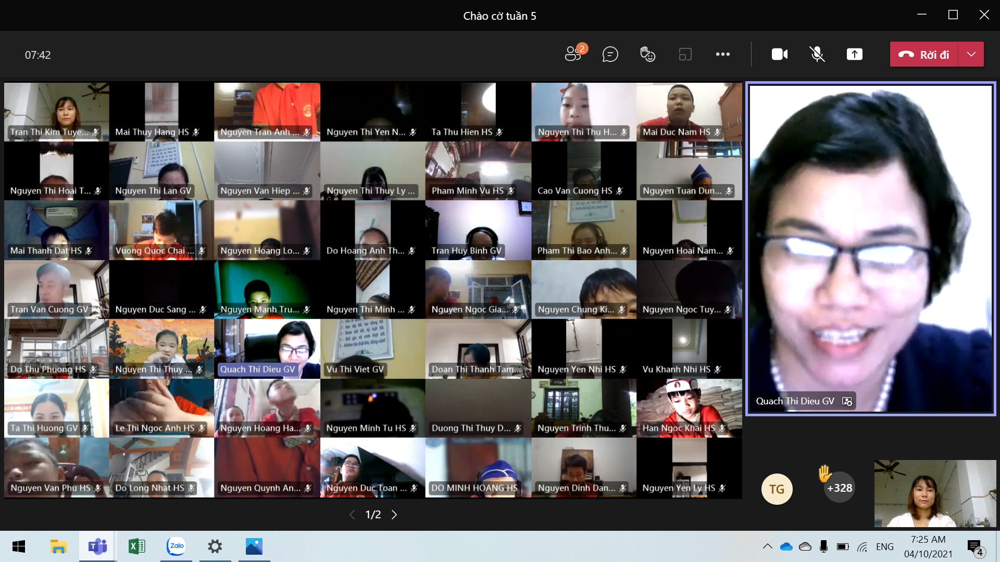 Chào cờ tuần 5
07:42
2
Rời đi
Tran Thi Kim Tuye...
Mai Thuy Hang HS
Nguyen Tran Anh ...
Nguyen Thi Yen N...
Ta Thu Hien HS
Nguyen Thi Thu H...
Mai Duc Nam HS
Nguyen Thi Hoai T...
Nguyen Thi Lan GV
Nguyen Van Hiep ...
Nguyen Thi Thuy Ly ...
Pham Minh Vu HS
Cao Van Cuong HS
Nguyen Tuan Dun...
Mai Thanh Dat HS
Vuong Quoc Chai ...
Nguyen Hoang Lo...
Do Hoang Anh Th...
Tran Huy Binh GV
Pham Thi Bao Anh...
Nguyen Hoai Nam...
Tran Van Cuong GV
Nguyen Duc Sang ...
Nguyen Manh Tru...
Nguyen Thi Minh ...
Nguyen Ngoc Gia...
Nguyen Chung Ki...
Nguyen Ngoc Tuy...
Do Thu Phuong HS
Nguyen Thi Thuy ...
Quach Thi Dieu GV
Vu Thi Viet GV
Doan Thi Thanh Tam...
Nguyen Yen Nhi HS
Vu Khanh Nhi HS
Ta Thi Huong GV
Le Thi Ngoc Anh HS
Nguyen Hoang Ha...
Nguyen Minh Tu HS
Duong Thi Thuy D...
Nguyen Trinh Thu...
Han Ngoc Khai HS
Nguyen Van Phu HS
Do Long Nhat HS
Nguyen Quynh An...
Nguyen Duc Toan ...
DO MINH HOANG HS
Nguyen Dinh Dan...
Nguyen Yen Ly HS
Quach Thi Dieu GV
TG
+328
1/2
Zalo
ENG
7:25 AM
04/10/2021
4